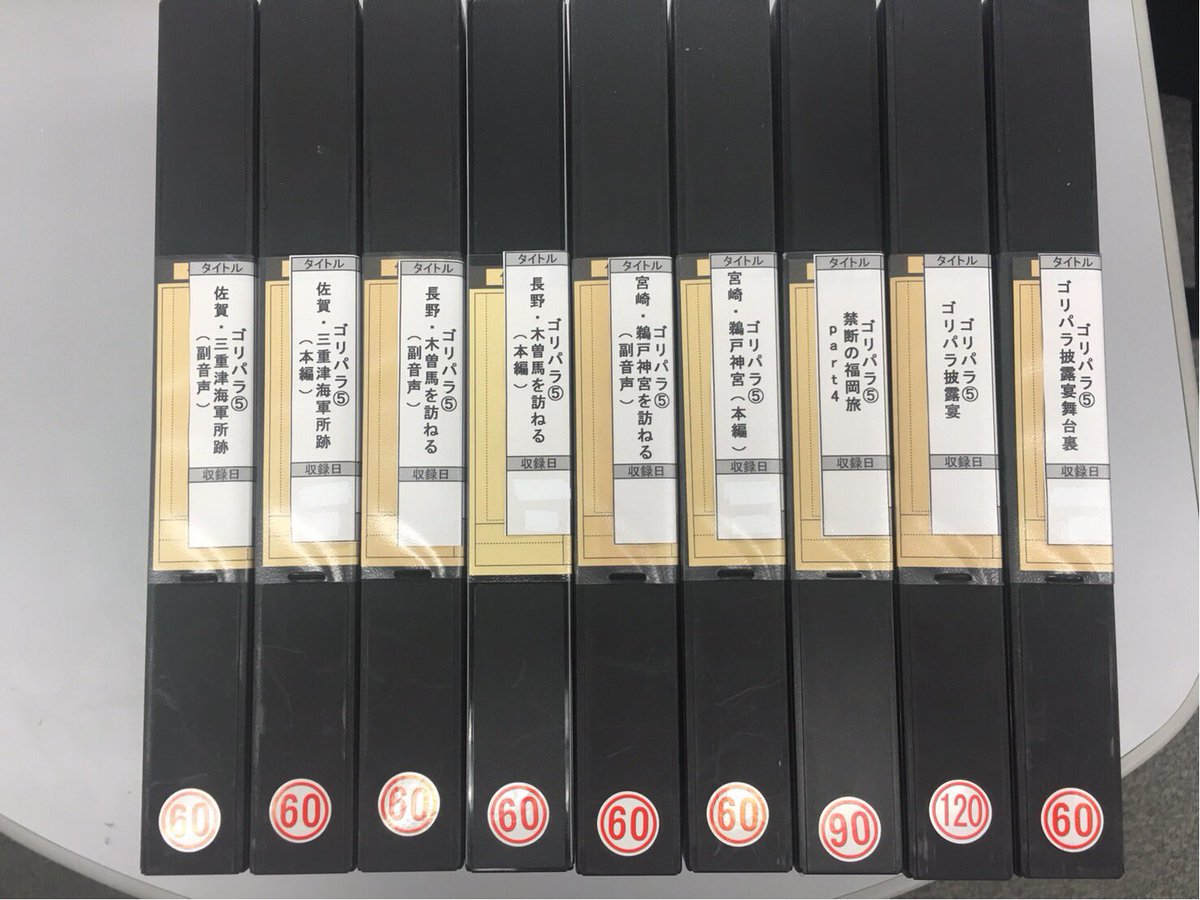 タイトル
ゴリパラ⑤
佐賀・三重津海軍所跡
(副音声)
収録日
60
タイトル
ゴリパラ⑤
佐賀・三重津海軍所跡
(本編)
収録日
60
タイトル
ゴリパラ⑤
長野・木曽馬を訪ねる
(副音声)
収録日
60
タイトル
ゴリパラ⑤
長野・木曽馬を訪ねる
(本編)
収録日
60
タイトル
ゴリパラ⑤
宮崎・鵜戸神宮を訪ねる
(副音声)
収録日
60
タイトル
ゴリパラ⑤
宮崎・鵜戸神宮(本編)
収録日
60
タイトル
ゴリパラ⑤
禁断の福岡旅
part4
収録日
90
タイトル
ゴリパラ⑤
ゴリパラ披露宴
収録日
120
タイトル
ゴリパラ⑤
ゴリパラ披露宴舞台裏
収録日
60